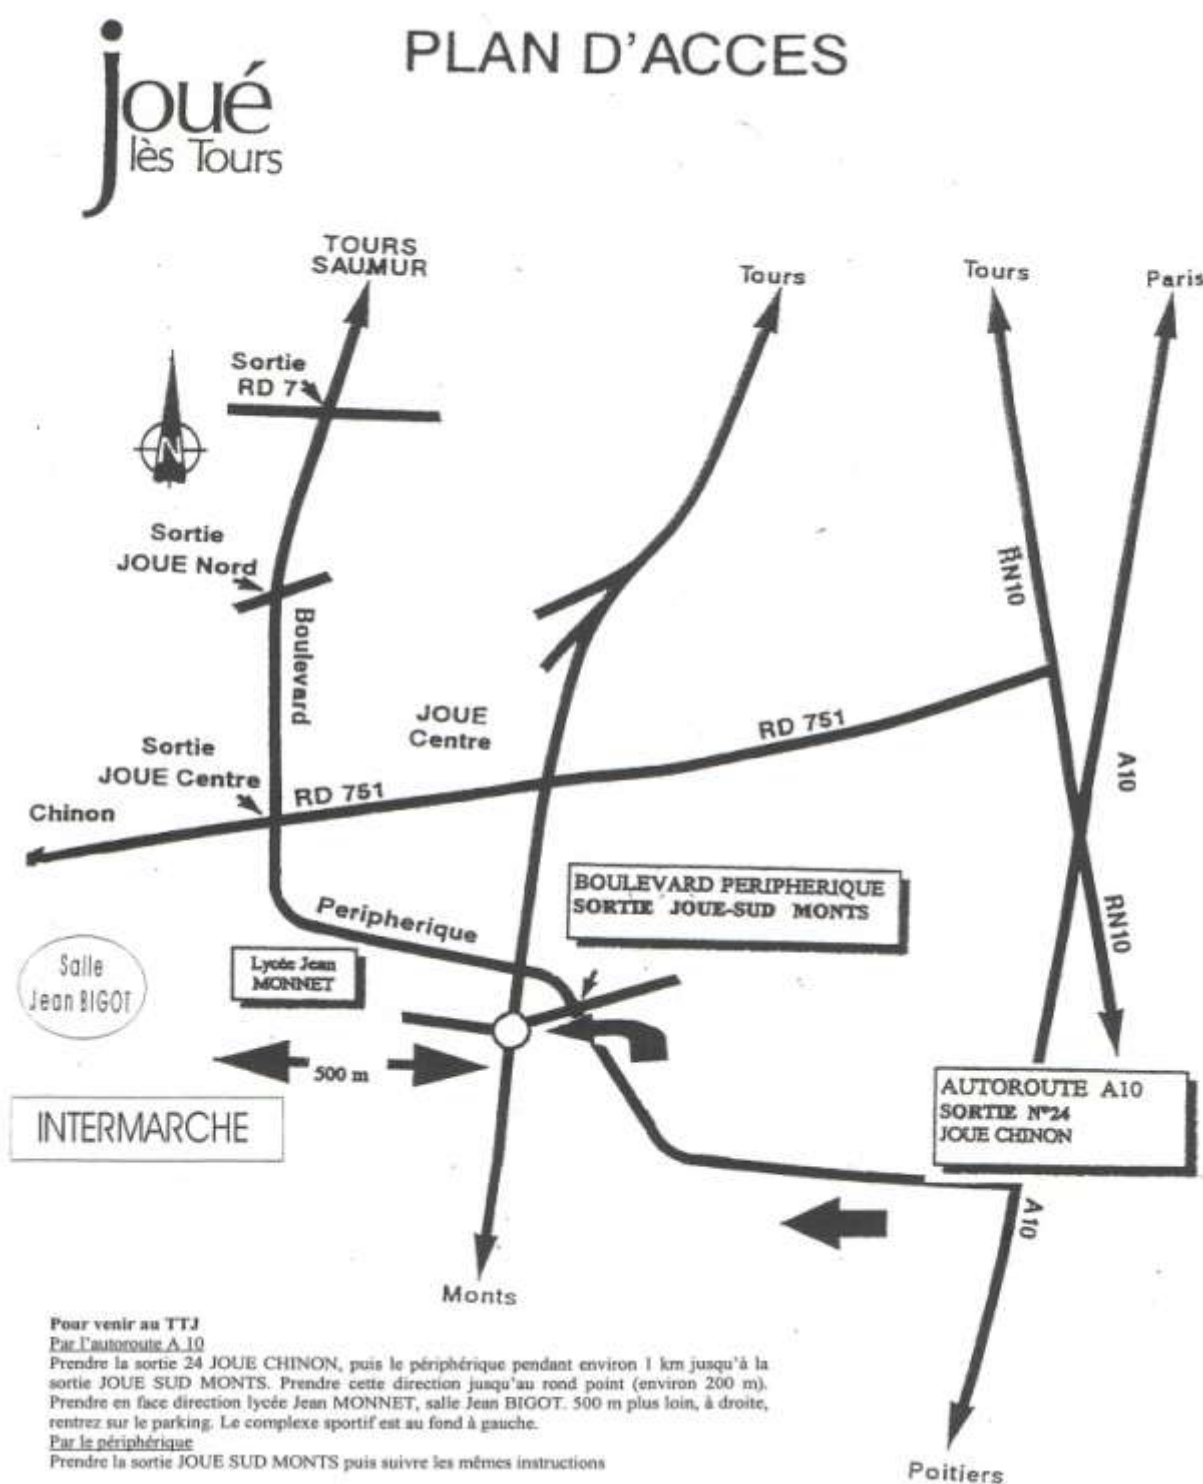 PLAN D'ACCES
joué
lès Tours
TOURS
SAUMUR
Tours
Tours
Paris
Sortie
RD 7
N
Sortie
JOUE Nord
RN10
Boulevard
JOUE
Centre
RD 751
Sortie
JOUE Centre
RD 751
A10
Chinon
BOULEVARD PERIPHERIQUE
SORTIE JOUE-SUD MONTS
Peripherique
RN10
Salle
Jean BIGOT
Lycée Jean
MONNET
500 m
INTERMARCHE
AUTOROUTE A10
SORTIE N°24
JOUE CHINON
A10
Monts
Pour venir au TTJ
Par l'autoroute A 10
Prendre la sortie 24 JOUE CHINON, puis le périphérique pendant environ 1 km jusqu'à la
sortie JOUE SUD MONTS. Prendre cette direction jusqu'au rond point (environ 200 m).
Prendre en face direction lycée Jean MONNET, salle Jean BIGOT. 500 m plus loin, à droite,
rentrez sur le parking. Le complexe sportif est au fond à gauche.
Par le périphérique
Prendre la sortie JOUE SUD MONTS puis suivre les mêmes instructions
Poitiers